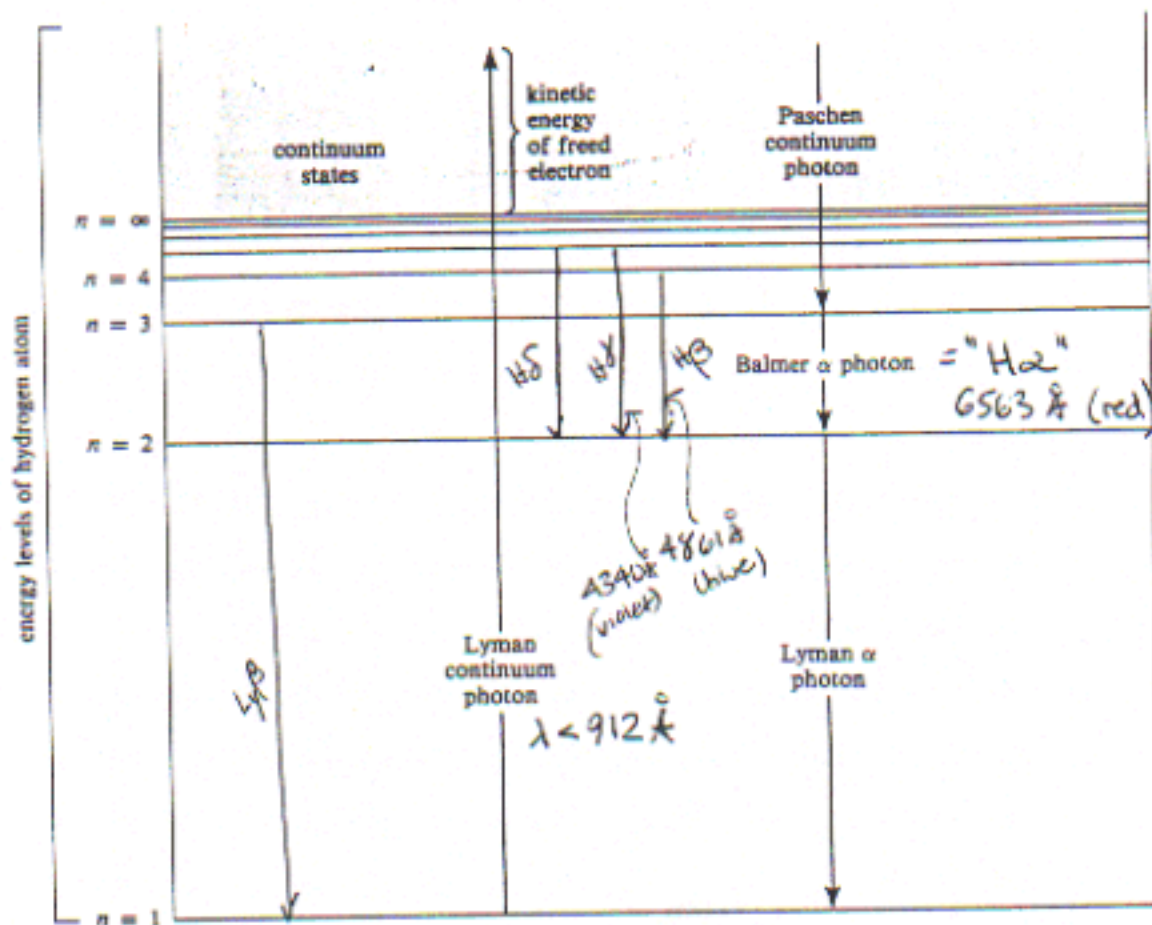 energy levels of hydrogen atom
continuum
states
kinetic
energy
of freed
electron
Paschen
continuum
photon
n = ∞
n = 4
n = 3
n = 2
n = 1
Hδ
Hγ
Hβ
Balmer α photon = "Hα"
6563 Å (red)
4340Å
(violet)
4861Å
(blue)
Lyβ
Lyman
continuum
photon
λ < 912 Å
Lyman α
photon